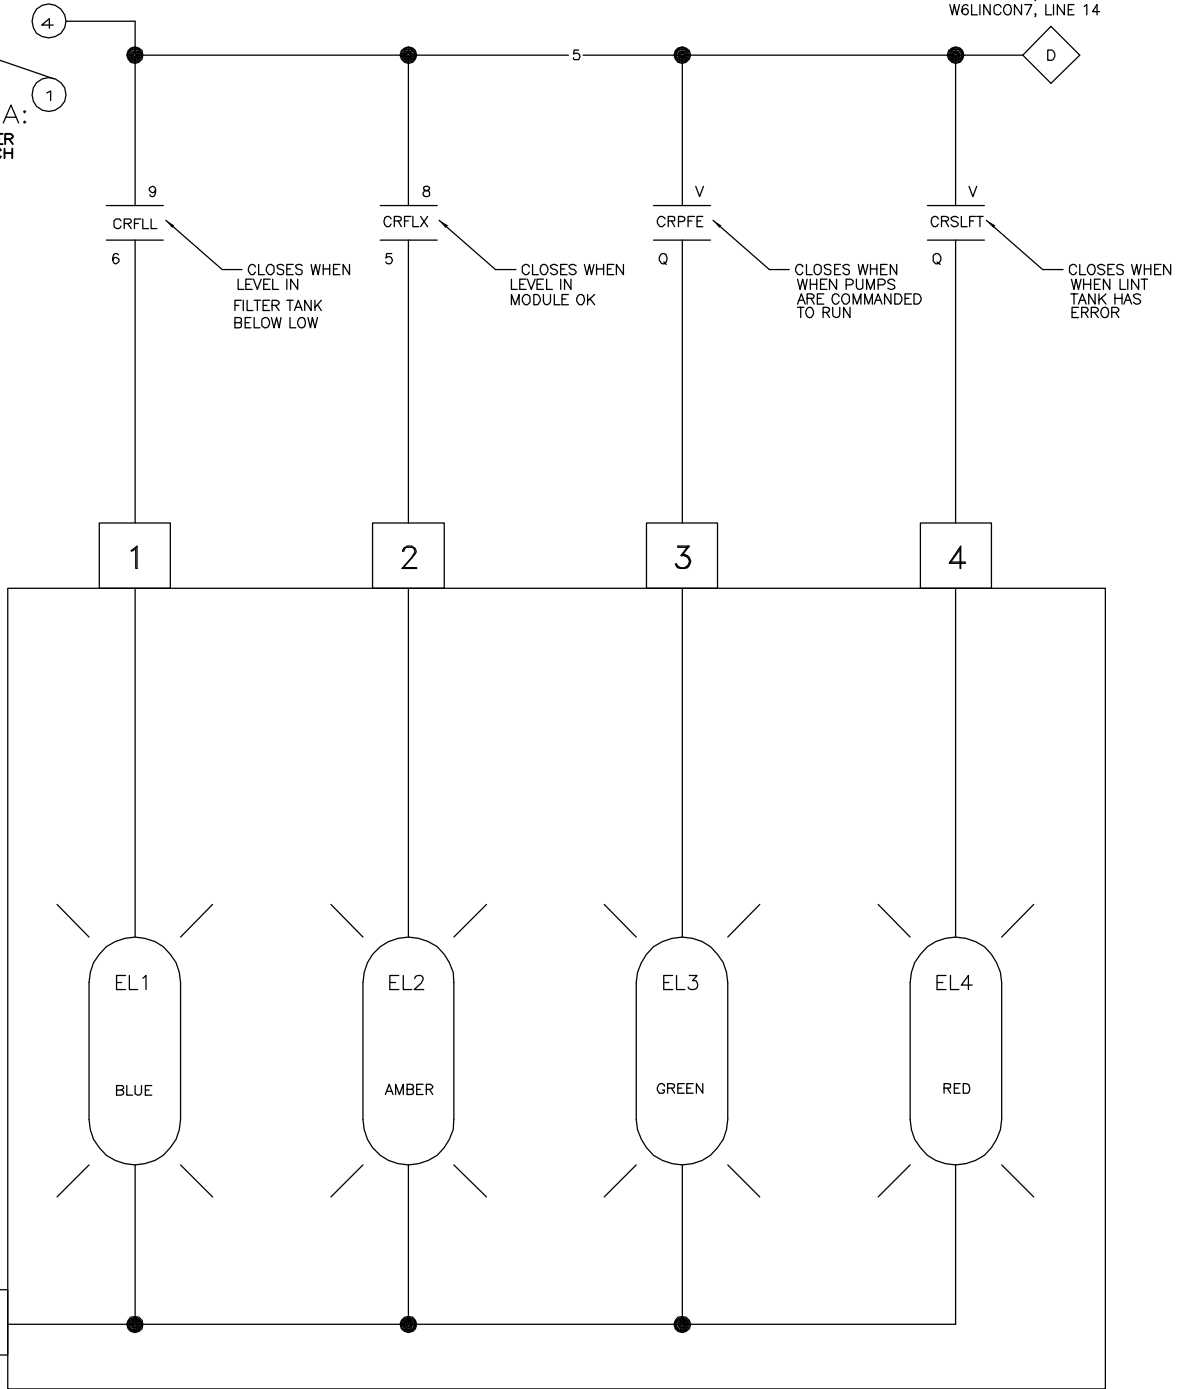 W6LINCON7, LINE 14
4
5
D
1
A:
9
8
V
V
CRFLL
CRFLX
CRPFE
CRSLFT
6
5
Q
Q
CLOSES WHEN
LEVEL IN
FILTER TANK
BELOW LOW
CLOSES WHEN
LEVEL IN
MODULE OK
CLOSES WHEN
WHEN PUMPS
ARE COMMANDED
TO RUN
CLOSES WHEN
WHEN LINT
TANK HAS
ERROR
1
2
3
4
EL1
EL2
EL3
EL4
BLUE
AMBER
GREEN
RED